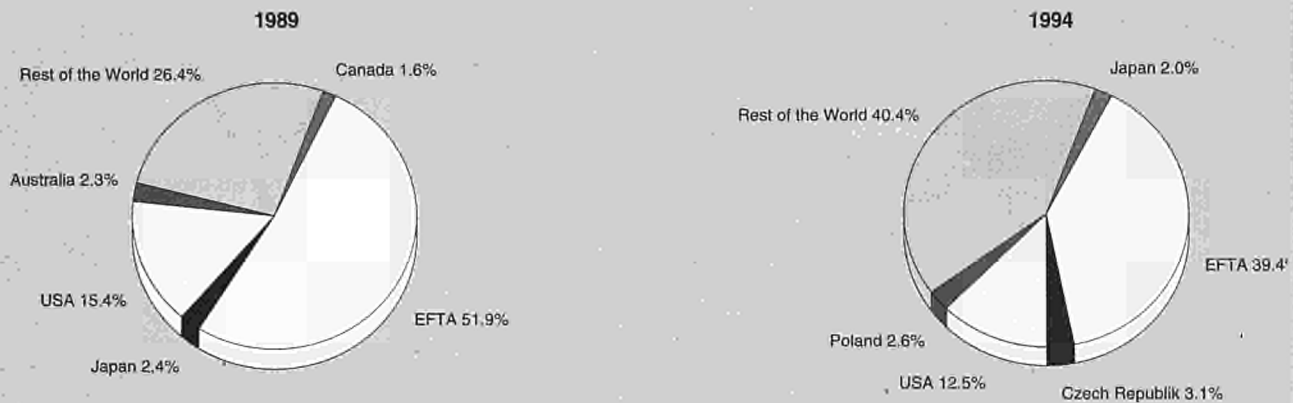 1989
Rest of the World 26.4%
Canada 1.6%
Australia 2.3%
USA 15.4%
EFTA 51.9%
Japan 2.4%
1994
Japan 2.0%
Rest of the World 40.4%
EFTA 39.4
Poland 2.6%
USA 12.5%
Czech Republik 3.1%